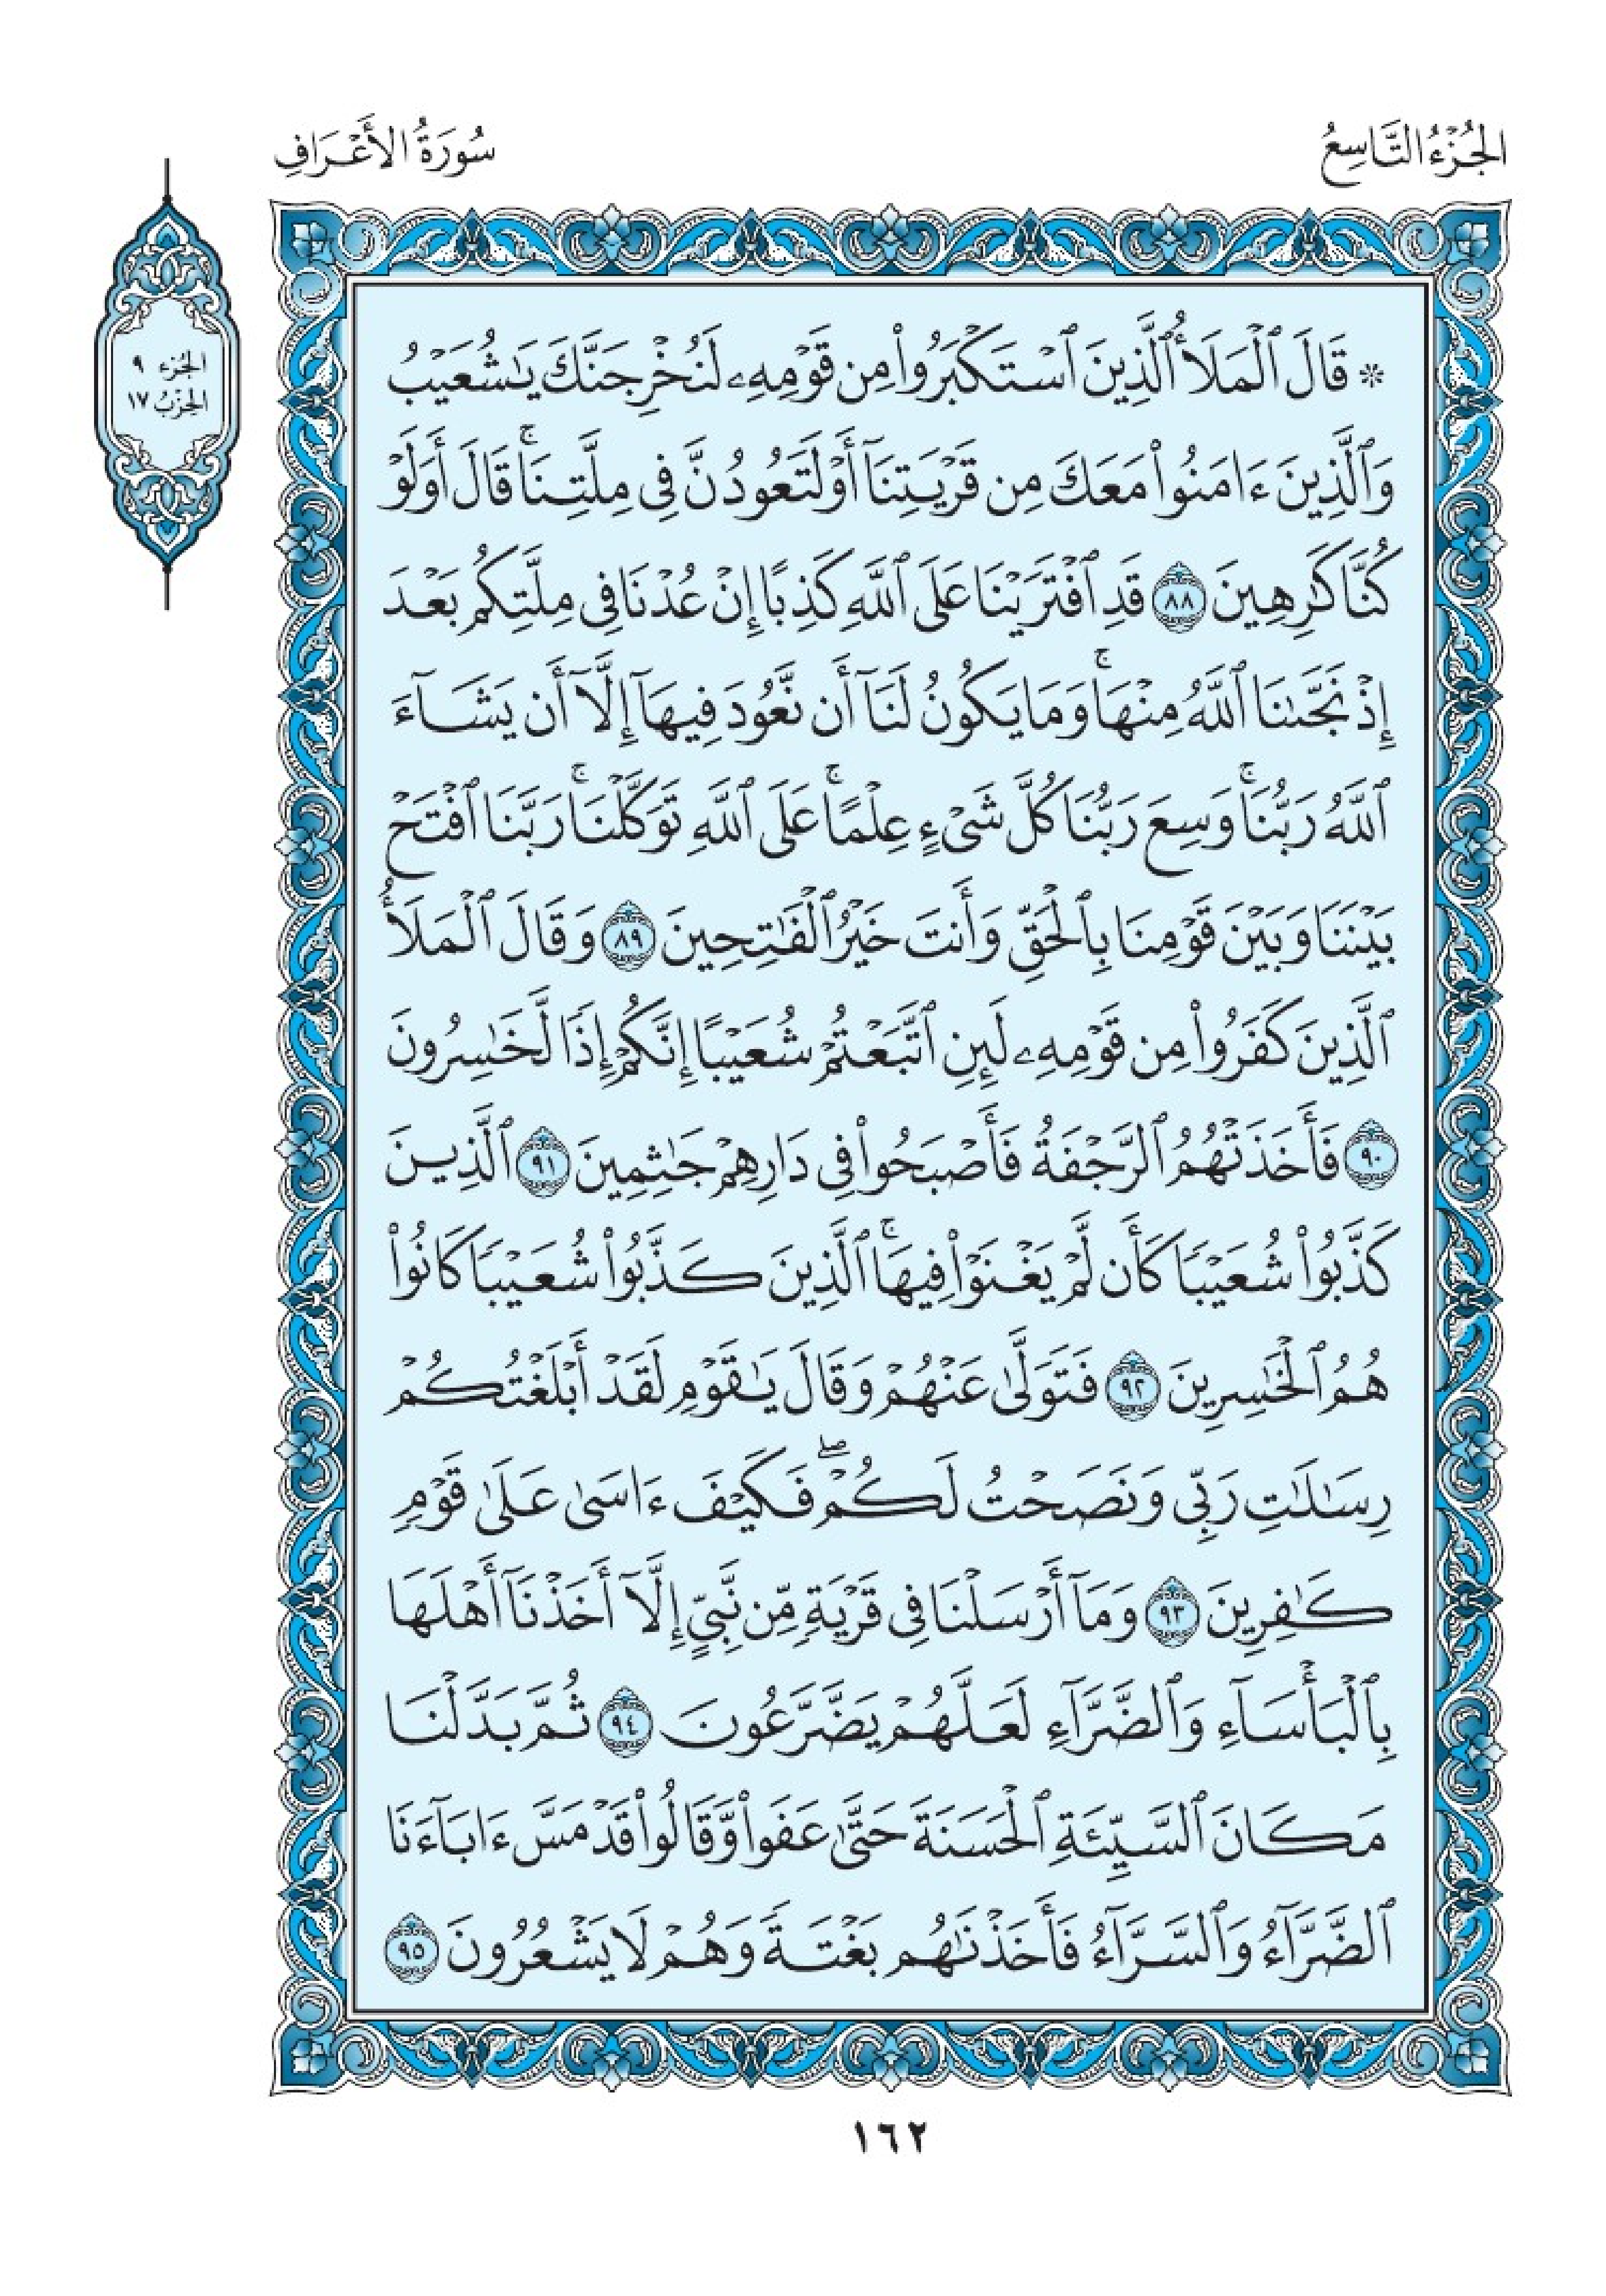 الجُزْءُ التَّاسِعُ
سُورَةُ الأَعْرَافِ
الجُزء ٩
الحِزْبُ ١٧
۞ قَالَ ٱلْمَلَأُ ٱلَّذِينَ ٱسْتَكْبَرُوا۟ مِن قَوْمِهِۦ لَنُخْرِجَنَّكَ يَـٰشُعَيْبُ
وَٱلَّذِينَ ءَامَنُوا۟ مَعَكَ مِن قَرْيَتِنَآ أَوْ لَتَعُودُنَّ فِى مِلَّتِنَا ۚ قَالَ أَوَلَوْ
كُنَّا كَـٰرِهِينَ ٨٨ قَدِ ٱفْتَرَيْنَا عَلَى ٱللَّهِ كَذِبًا إِنْ عُدْنَا فِى مِلَّتِكُم بَعْدَ
إِذْ نَجَّىٰنَا ٱللَّهُ مِنْهَا ۚ وَمَا يَكُونُ لَنَآ أَن نَّعُودَ فِيهَآ إِلَّآ أَن يَشَآءَ
ٱللَّهُ رَبُّنَا ۚ وَسِعَ رَبُّنَا كُلَّ شَىْءٍ عِلْمًا ۚ عَلَى ٱللَّهِ تَوَكَّلْنَا ۚ رَبَّنَا ٱفْتَحْ
بَيْنَنَا وَبَيْنَ قَوْمِنَا بِٱلْحَقِّ وَأَنتَ خَيْرُ ٱلْفَـٰتِحِينَ ٨٩ وَقَالَ ٱلْمَلَأُ
ٱلَّذِينَ كَفَرُوا۟ مِن قَوْمِهِۦ لَئِنِ ٱتَّبَعْتُمْ شُعَيْبًا إِنَّكُمْ إِذًا لَّخَـٰسِرُونَ
٩٠ فَأَخَذَتْهُمُ ٱلرَّجْفَةُ فَأَصْبَحُوا۟ فِى دَارِهِمْ جَـٰثِمِينَ ٩١ ٱلَّذِينَ
كَذَّبُوا۟ شُعَيْبًا كَأَن لَّمْ يَغْنَوْا۟ فِيهَا ۚ ٱلَّذِينَ كَذَّبُوا۟ شُعَيْبًا كَانُوا۟
هُمُ ٱلْخَـٰسِرِينَ ٩٢ فَتَوَلَّىٰ عَنْهُمْ وَقَالَ يَـٰقَوْمِ لَقَدْ أَبْلَغْتُكُمْ
رِسَـٰلَـٰتِ رَبِّى وَنَصَحْتُ لَكُمْ ۖ فَكَيْفَ ءَاسَىٰ عَلَىٰ قَوْمٍ
كَـٰفِرِينَ ٩٣ وَمَآ أَرْسَلْنَا فِى قَرْيَةٍ مِّن نَّبِىٍّ إِلَّآ أَخَذْنَآ أَهْلَهَا
بِٱلْبَأْسَآءِ وَٱلضَّرَّآءِ لَعَلَّهُمْ يَضَّرَّعُونَ ٩٤ ثُمَّ بَدَّلْنَا
مَكَانَ ٱلسَّيِّئَةِ ٱلْحَسَنَةَ حَتَّىٰ عَفَوا۟ وَّقَالُوا۟ قَدْ مَسَّ ءَابَآءَنَا
ٱلضَّرَّآءُ وَٱلسَّرَّآءُ فَأَخَذْنَـٰهُم بَغْتَةً وَهُمْ لَا يَشْعُرُونَ ٩٥
١٦٢